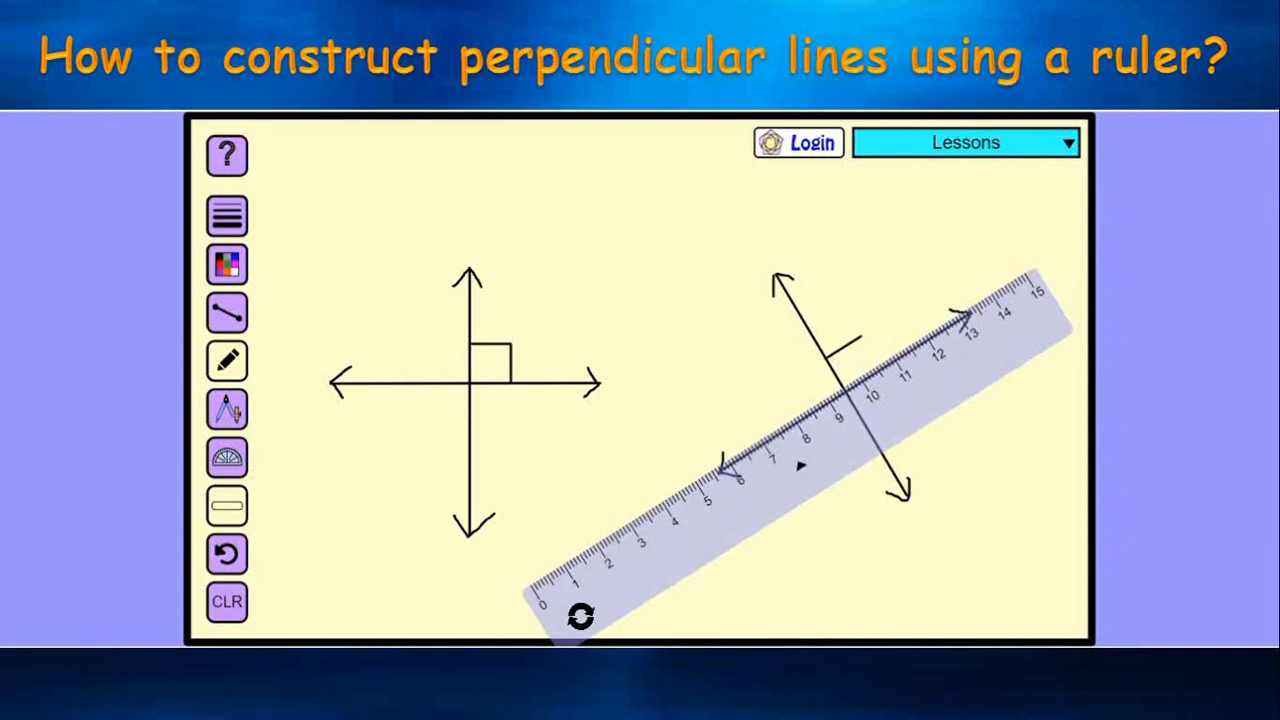 How to construct perpendicular lines using a ruler?
Login
Lessons
?
CLR
0 1 2 3 4 5 6 7 8 9 10 11 12 13 14 15